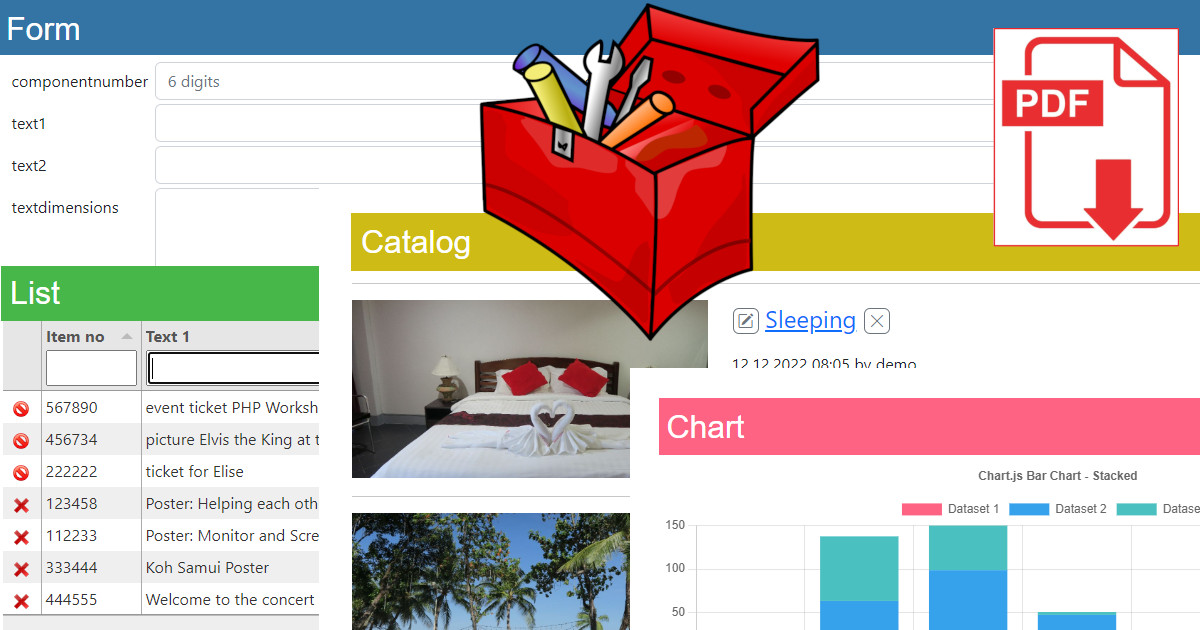 Form
componentnumber
6 digits
text1
text2
textdimensions
PDF
Catalog
Sleeping
12.12.2022 08:05 by demo
List
Item no
Text 1
567890 event ticket PHP Worksh
456734 picture Elvis the King at t
222222 ticket for Elise
123458 Poster: Helping each oth
112233 Poster: Monitor and Scre
333444 Koh Samui Poster
444555 Welcome to the concert
Chart
Chart.js Bar Chart - Stacked
Dataset 1 Dataset 2 Datase
150
100
50